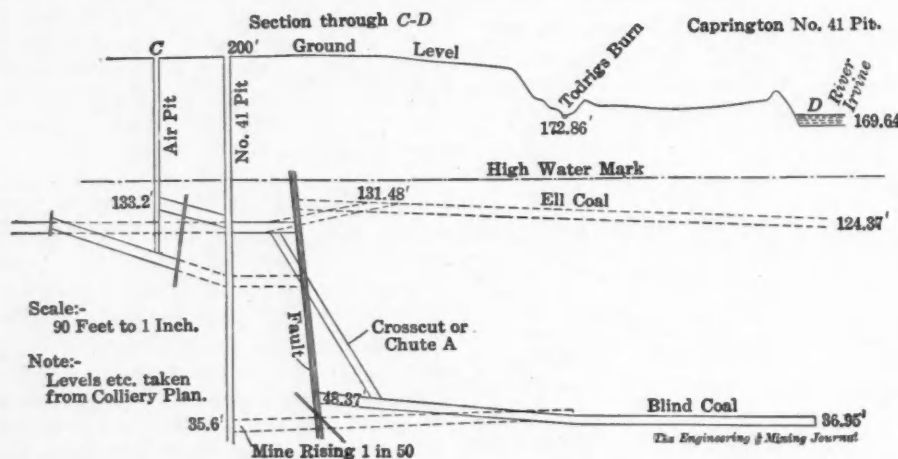 Section through C-D
Caprington No. 41 Pit.
C
200'
Ground
Level
Todrigs Burn
D
River
Irvine
172.86'
169.64
Air Pit
No. 41 Pit
High Water Mark
133.2'
131.48'
Ell Coal
124.37'
Scale:-
90 Feet to 1 Inch.
Note:-
Levels etc. taken
from Colliery Plan.
Fault
Crosscut or
Chute A
48.37
35.6'
Blind Coal
36.95'
The Engineering & Mining Journal
Mine Rising 1 in 50